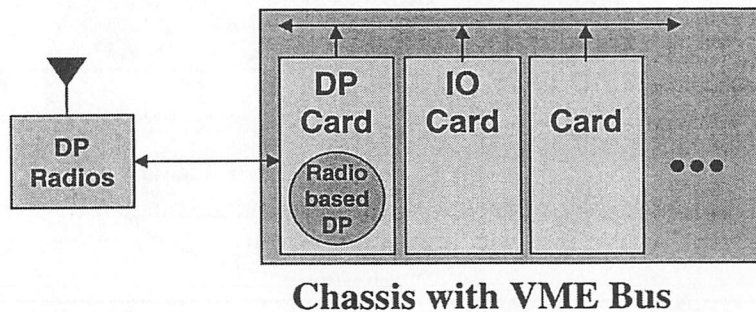 DP
Radios
DP
Card
Radio
based
DP
IO
Card
Card
Chassis with VME Bus